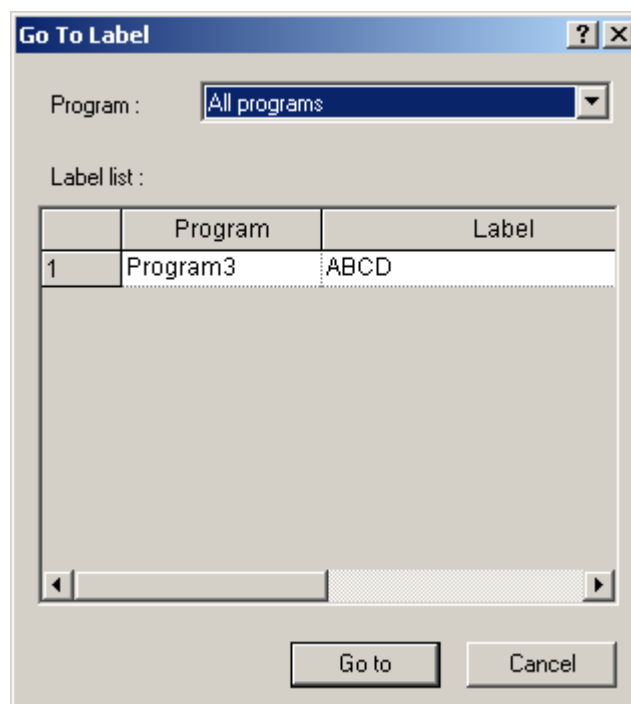 Go To Label
Program : All programs
Label list :
Program Label
1 Program3 ABCD
Go to Cancel